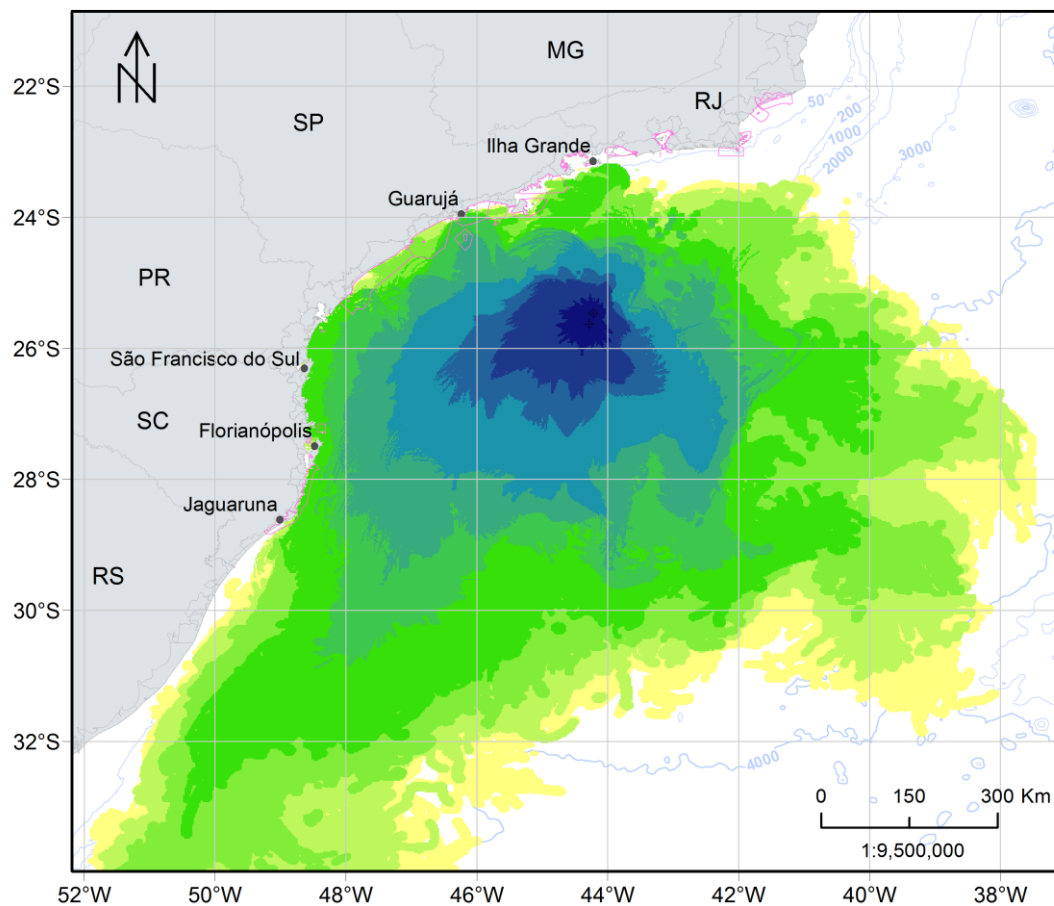 N
MG
22°S
RJ
50
200
1000
2000
3000
SP
Ilha Grande
Guarujá
24°S
PR
26°S
São Francisco do Sul
SC
Florianópolis
28°S
Jaguaruna
RS
30°S
32°S
4000
0 150 300 Km
1:9,500,000
52°W 50°W 48°W 46°W 44°W 42°W 40°W 38°W